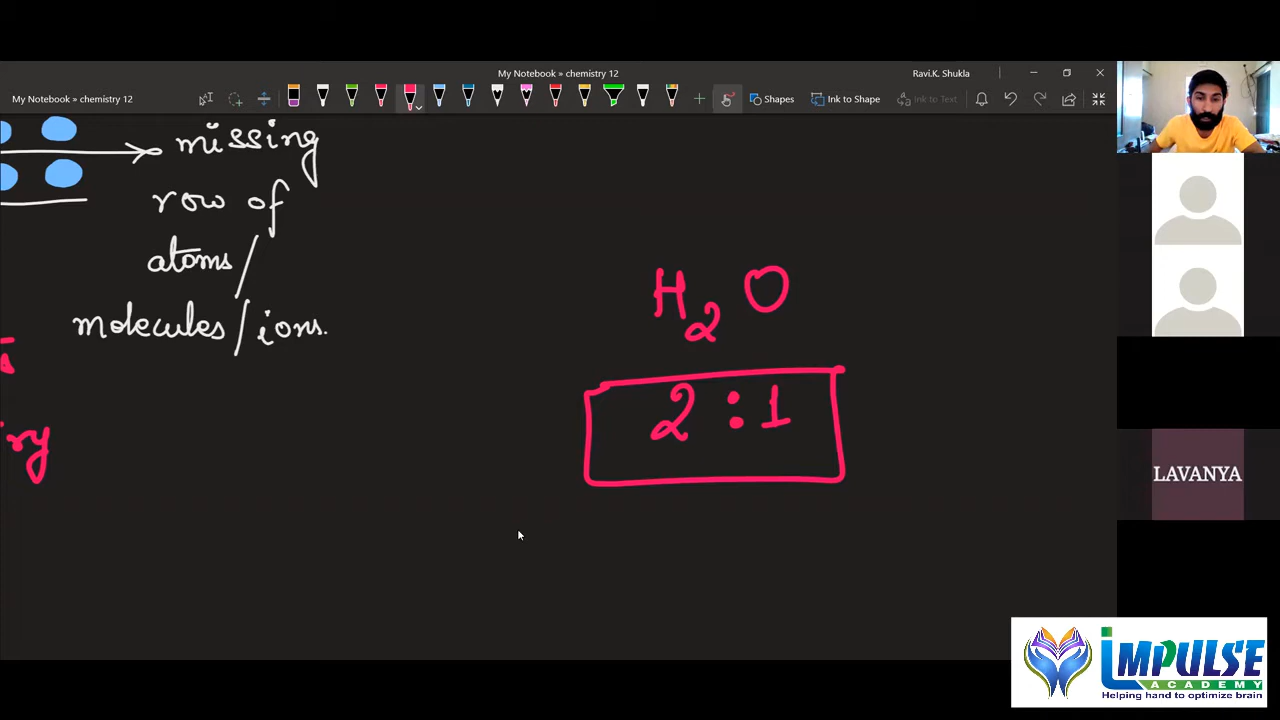 My Notebook » chemistry 12
Ravi.K. Shukla
My Notebook » chemistry 12
Shapes
Ink to Shape
Ink to Text
missing
row of
atoms/
molecules/ions.
ry
H2O
2 : 1
LAVANYA
iMPULSE
ACADEMY
Helping hand to optimize brain